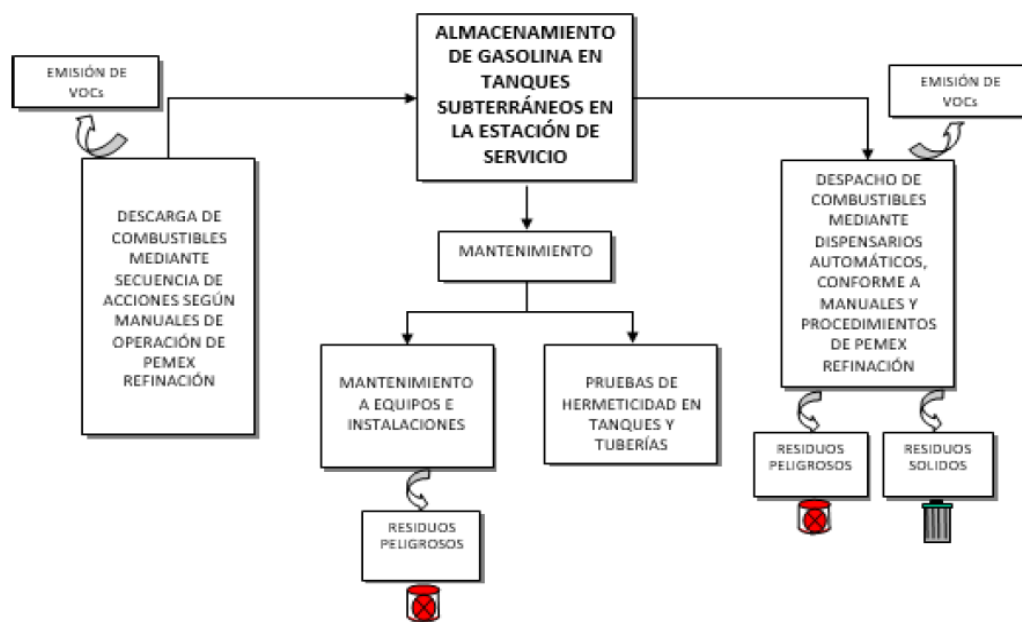 ALMACENAMIENTO
DE GASOLINA EN
TANQUES
SUBTERRÁNEOS EN
LA ESTACIÓN DE
SERVICIO
EMISIÓN DE
VOCs
EMISIÓN DE
VOCs
DESCARGA DE
COMBUSTIBLES
MEDIANTE
SECUENCIA DE
ACCIONES SEGÚN
MANUALES DE
OPERACIÓN DE
PEMEX
REFINACIÓN
MANTENIMIENTO
DESPACHO DE
COMBUSTIBLES
MEDIANTE
DISPENSARIOS
AUTOMÁTICOS,
CONFORME A
MANUALES Y
PROCEDIMIENTOS
DE PEMEX
REFINACIÓN
MANTENIMIENTO
A EQUIPOS E
INSTALACIONES
PRUEBAS DE
HERMETICIDAD EN
TANQUES Y
TUBERÍAS
RESIDUOS
PELIGROSOS
RESIDUOS
SOLIDOS
RESIDUOS
PELIGROSOS